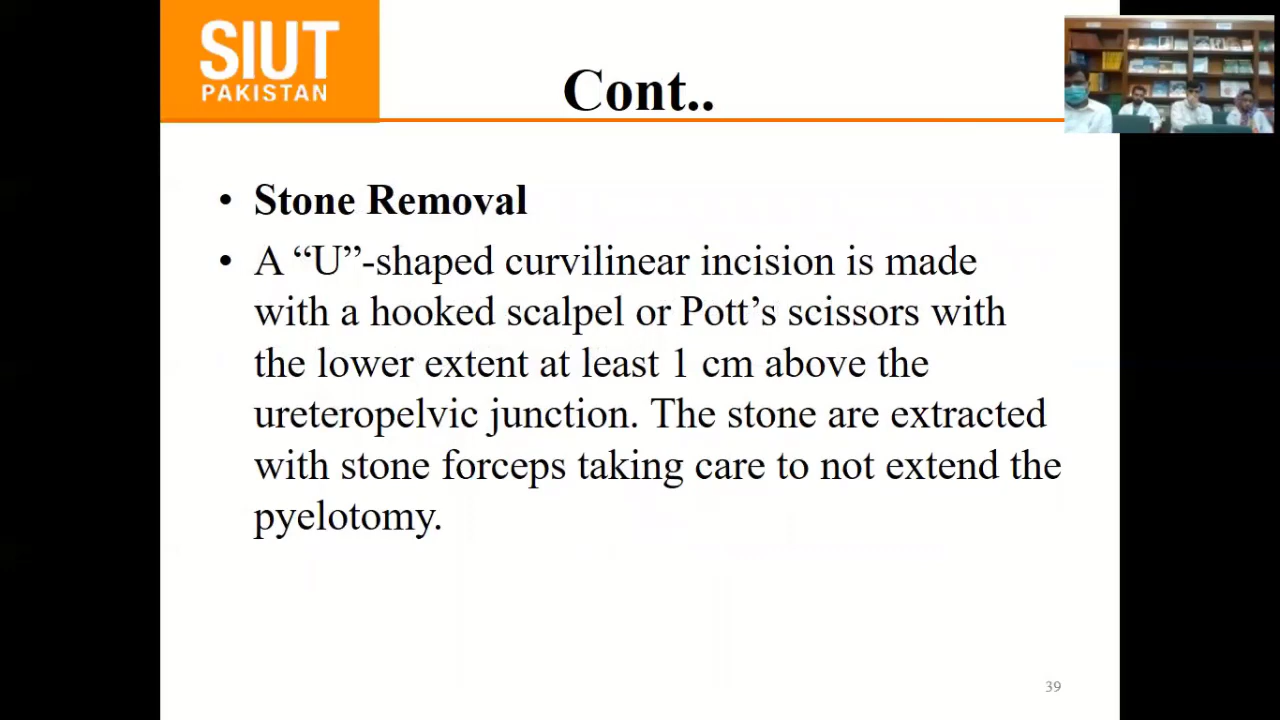 SIUT
PAKISTAN
Cont..
• Stone Removal
• A “U”-shaped curvilinear incision is made
with a hooked scalpel or Pott’s scissors with
the lower extent at least 1 cm above the
ureteropelvic junction. The stone are extracted
with stone forceps taking care to not extend the
pyelotomy.
39